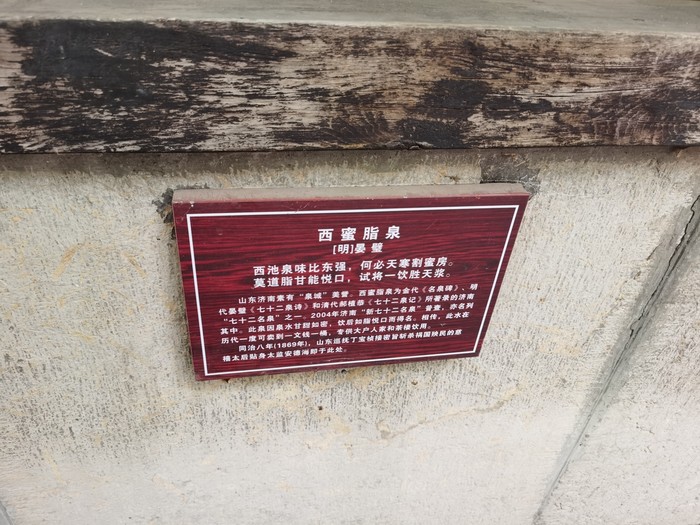 西蜜脂泉
[明]晏 璧
西池泉味比东强，何必天寒割蜜房。
莫道脂甘能悦口，试将一饮胜天浆。
山东济南素有“泉城”美誉。西蜜脂泉为金代《名泉碑》、明
代晏璧《七十二泉诗》和清代郝植恭《七十二泉记》所著录的济南
“七十二名泉”之一。2004年济南“新七十二名泉”普查，亦名列
其中。此泉因泉水甘甜如密，饮后如脂悦口而得名。相传，此水在
历代一度可卖到一文钱一桶，专供大户人家和茶楼饮用。
同治八年(1869年)，山东巡抚丁宝桢接密旨斩杀祸国殃民的慈
禧太后贴身太监安德海即于此处。